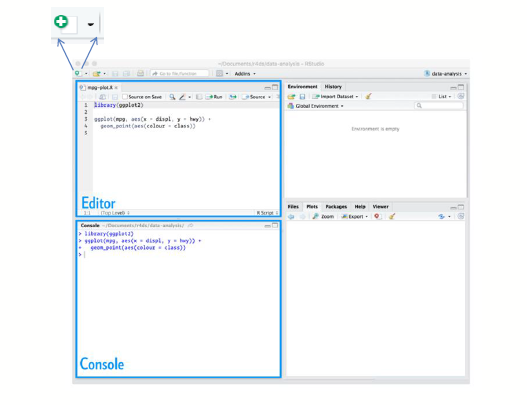 ~/Documents/r4ds/data-analysis - RStudio
Go to file/function
Addins
data-analysis
mpg-plot.R
Source on Save
Run
Source
1 library(ggplot2)
2
3 ggplot(mpg, aes(x = displ, y = hwy)) +
4 geom_point(aes(colour = class))
5
Editor
1:1 (Top Level) R Script
Console ~/Documents/r4ds/data-analysis/
> library(ggplot2)
> ggplot(mpg, aes(x = displ, y = hwy)) +
+ geom_point(aes(colour = class))
>
Console
Environment History
Import Dataset List
Global Environment
Environment is empty
Files Plots Packages Help Viewer
Zoom Export